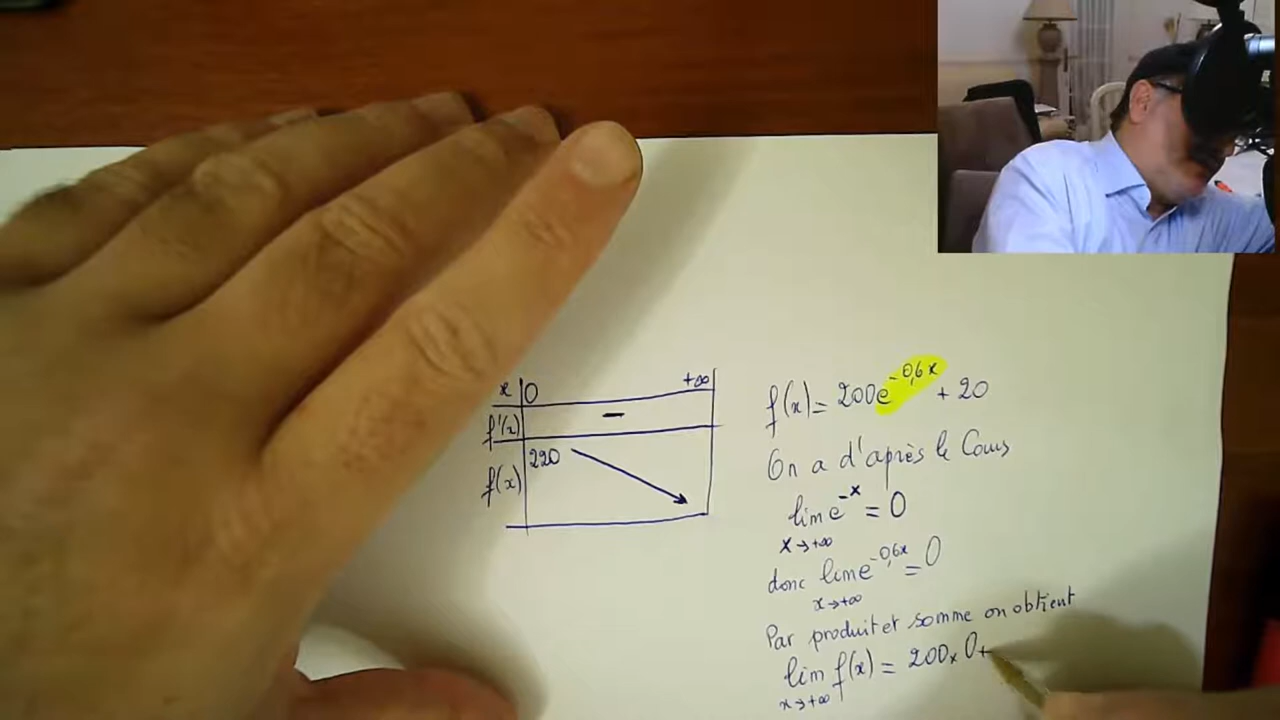 x 0 +∞
f'(x) −
f(x) 220
f(x) = 200e^-0,6x + 20
On a d'après le Cours
lim e^-x = 0
x→+∞
donc lim e^-0,6x = 0
x→+∞
Par produit et somme on obtient
lim f(x) = 200 x 0 +
x→+∞